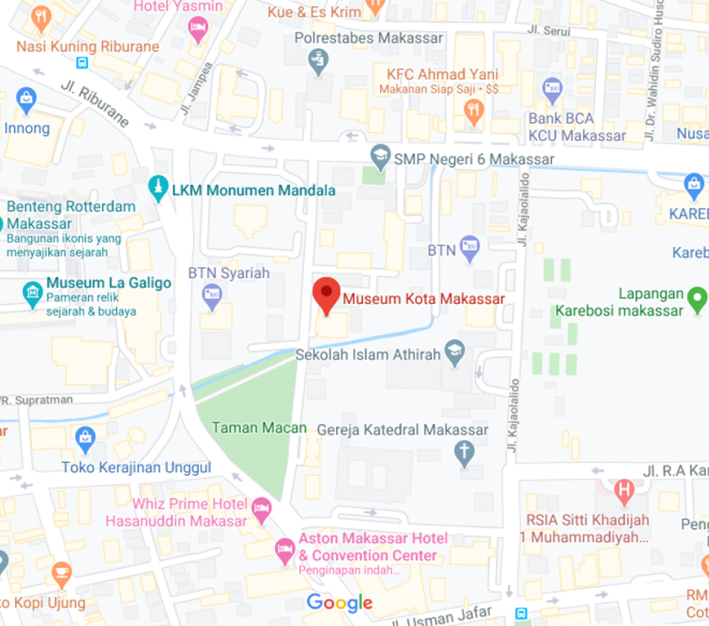 Hotel Yasmin
Kue & Es Krim
Jl. Serui
Nasi Kuning Riburane
Polrestabes Makassar
Jl. Dr. Wahidin Sudiro Huso
KFC Ahmad Yani
Makanan Siap Saji • $$
Jl. Riburane
Jl. Jampea
Innong
Bank BCA
KCU Makassar
Nusa
SMP Negeri 6 Makassar
LKM Monumen Mandala
KAREB
Jl. Kajaolalido
Benteng Rotterdam
Makassar
Bangunan ikonis yang
menyajikan sejarah
BTN
Kareb
BTN Syariah
Museum La Galigo
Pameran relik
sejarah & budaya
Museum Kota Makassar
Lapangan
Karebosi makassar
Sekolah Islam Athirah
/R. Supratman
Jl. Kajaolalido
ar
Taman Macan
Gereja Katedral Makassar
Toko Kerajinan Unggul
Jl. R.A Kar
Whiz Prime Hotel
Hasanuddin Makasar
RSIA Sitti Khadijah
1 Muhammadiyah...
Peng
Aston Makassar Hotel
& Convention Center
Penginapan indah...
ko Kopi Ujung
Google
Jl. Usman Jafar
RM
Cot